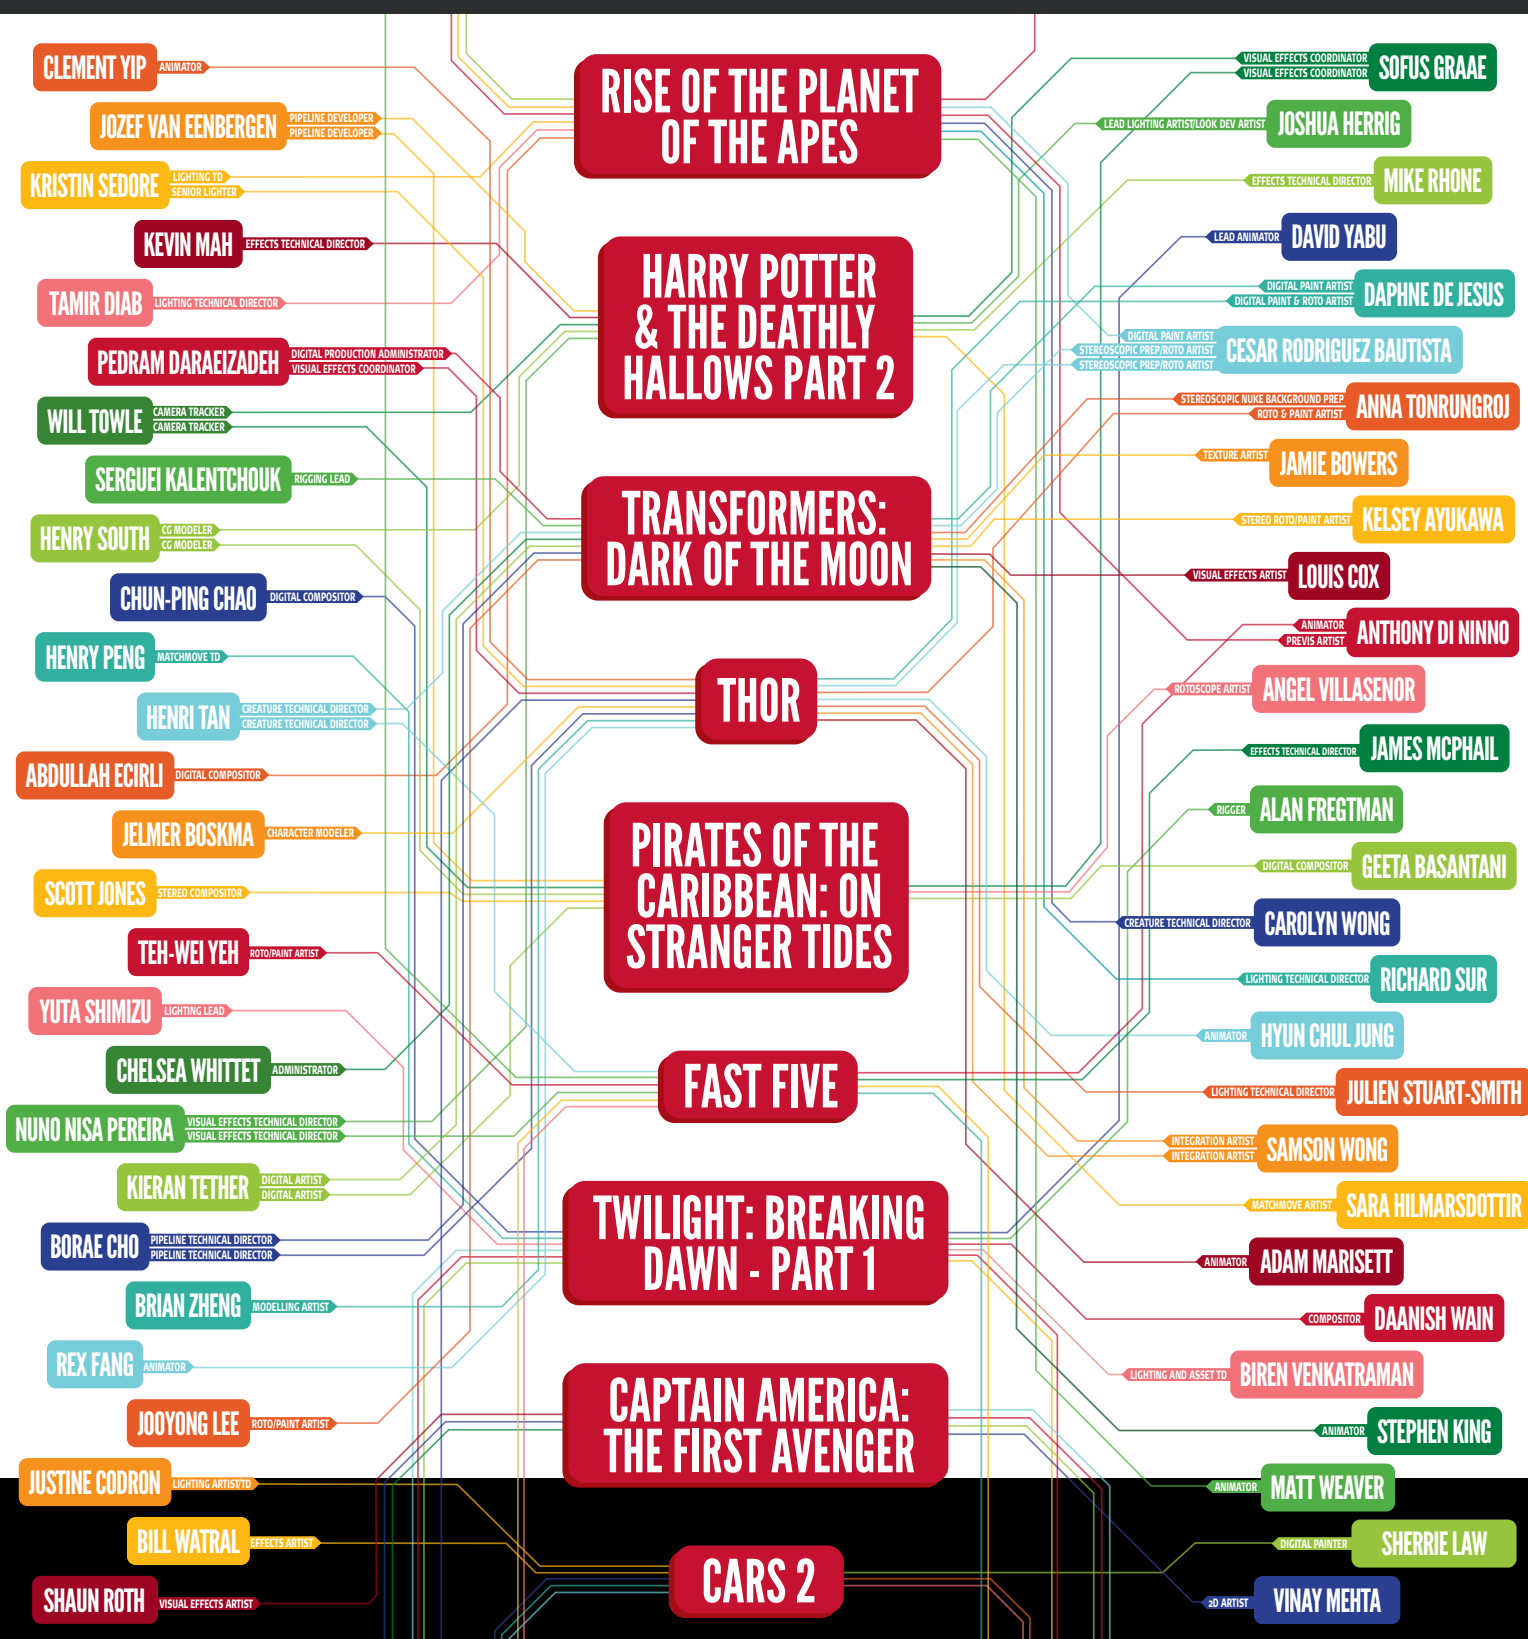 CLEMENT YIP
ANIMATOR
JOZEF VAN EENBERGEN
PIPELINE DEVELOPER
PIPELINE DEVELOPER
KRISTIN SEDORE
LIGHTING TD
SENIOR LIGHTER
KEVIN MAH
EFFECTS TECHNICAL DIRECTOR
TAMIR DIAB
LIGHTING TECHNICAL DIRECTOR
PEDRAM DARAEIZADEH
DIGITAL PRODUCTION ADMINISTRATOR
VISUAL EFFECTS COORDINATOR
WILL TOWLE
CAMERA TRACKER
CAMERA TRACKER
SERGUEI KALENTCHOUK
RIGGING LEAD
HENRY SOUTH
CG MODELER
CG MODELER
CHUN-PING CHAO
DIGITAL COMPOSITOR
HENRY PENG
MATCHMOVE TD
HENRI TAN
CREATURE TECHNICAL DIRECTOR
CREATURE TECHNICAL DIRECTOR
ABDULLAH ECIRLI
DIGITAL COMPOSITOR
JELMER BOSKMA
CHARACTER MODELER
SCOTT JONES
STEREO COMPOSITOR
TEH-WEI YEH
ROTO/PAINT ARTIST
YUTA SHIMIZU
LIGHTING LEAD
CHELSEA WHITTET
ADMINISTRATOR
NUNO NISA PEREIRA
VISUAL EFFECTS TECHNICAL DIRECTOR
VISUAL EFFECTS TECHNICAL DIRECTOR
KIERAN TETHER
DIGITAL ARTIST
DIGITAL ARTIST
BORAE CHO
PIPELINE TECHNICAL DIRECTOR
PIPELINE TECHNICAL DIRECTOR
BRIAN ZHENG
MODELLING ARTIST
REX FANG
ANIMATOR
JOOYONG LEE
ROTO/PAINT ARTIST
JUSTINE CODRON
LIGHTING ARTIST/TD
BILL WATRAL
EFFECTS ARTIST
SHAUN ROTH
VISUAL EFFECTS ARTIST
RISE OF THE PLANET
OF THE APES
HARRY POTTER
& THE DEATHLY
HALLOWS PART 2
TRANSFORMERS:
DARK OF THE MOON
THOR
PIRATES OF THE
CARIBBEAN: ON
STRANGER TIDES
FAST FIVE
TWILIGHT: BREAKING
DAWN - PART 1
CAPTAIN AMERICA:
THE FIRST AVENGER
CARS 2
VISUAL EFFECTS COORDINATOR
VISUAL EFFECTS COORDINATOR
SOFUS GRAAE
LEAD LIGHTING ARTIST/LOOK DEV ARTIST
JOSHUA HERRIG
EFFECTS TECHNICAL DIRECTOR
MIKE RHONE
LEAD ANIMATOR
DAVID YABU
DIGITAL PAINT ARTIST
DIGITAL PAINT & ROTO ARTIST
DAPHNE DE JESUS
DIGITAL PAINT ARTIST
STEREOSCOPIC PREP/ROTO ARTIST
STEREOSCOPIC PREP/ROTO ARTIST
CESAR RODRIGUEZ BAUTISTA
STEREOSCOPIC NUKE BACKGROUND PREP
ROTO & PAINT ARTIST
ANNA TONRUNGROJ
TEXTURE ARTIST
JAMIE BOWERS
STEREO ROTO/PAINT ARTIST
KELSEY AYUKAWA
VISUAL EFFECTS ARTIST
LOUIS COX
ANIMATOR
PREVIS ARTIST
ANTHONY DI NINNO
ROTOSCOPE ARTIST
ANGEL VILLASENOR
EFFECTS TECHNICAL DIRECTOR
JAMES MCPHAIL
RIGGER
ALAN FREGTMAN
DIGITAL COMPOSITOR
GEETA BASANTANI
CREATURE TECHNICAL DIRECTOR
CAROLYN WONG
LIGHTING TECHNICAL DIRECTOR
RICHARD SUR
ANIMATOR
HYUN CHUL JUNG
LIGHTING TECHNICAL DIRECTOR
JULIEN STUART-SMITH
INTEGRATION ARTIST
INTEGRATION ARTIST
SAMSON WONG
MATCHMOVE ARTIST
SARA HILMARSDOTTIR
ANIMATOR
ADAM MARISETT
COMPOSITOR
DAANISH WAIN
LIGHTING AND ASSET TD
BIREN VENKATRAMAN
ANIMATOR
STEPHEN KING
ANIMATOR
MATT WEAVER
DIGITAL PAINTER
SHERRIE LAW
2D ARTIST
VINAY MEHTA